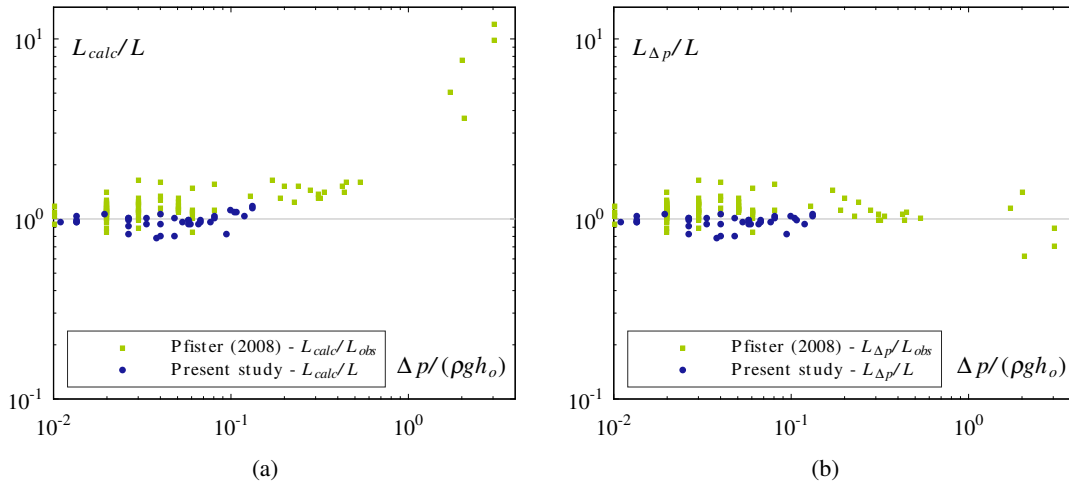 10^1
L_calc/L
10^0
Pfister (2008) - L_calc/L_obs
Present study - L_calc/L
Δp/(ρgh_o)
10^-1
10^-2
10^-1
10^0
(a)
10^1
L_Δp/L
10^0
Pfister (2008) - L_Δp/L_obs
Present study - L_Δp/L
Δp/(ρgh_o)
10^-1
10^-2
10^-1
10^0
(b)